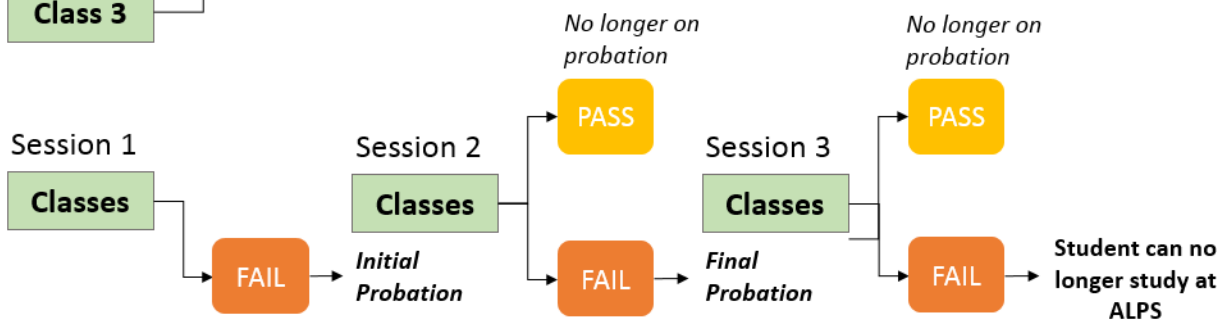 Class 3
No longer on
probation
No longer on
probation
PASS
PASS
Session 1
Session 2
Session 3
Classes
Classes
Classes
FAIL
Initial
Probation
FAIL
Final
Probation
FAIL
Student can no
longer study at
ALPS